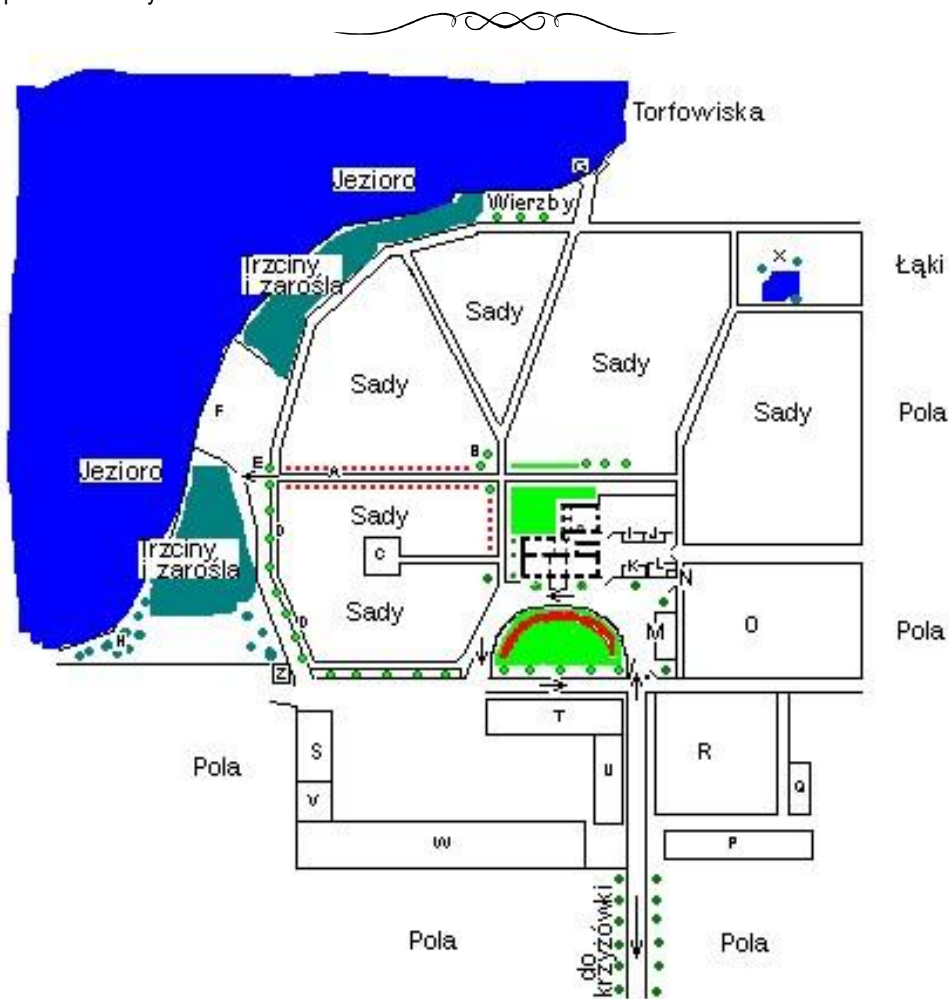 Torfowiska
G
Jezioro
Wierzby
X
Łąki
Trzciny
i zarośla
Sady
Sady
Sady
Sady
Pola
F
B
E
A
Jezioro
Sady
D
C
I J
Trzciny
i zarośla
K L
N
Sady
D
H
M
O
Pola
Z
T
S
R
Pola
U
Q
V
W
P
do
krzyżówki
Pola
Pola